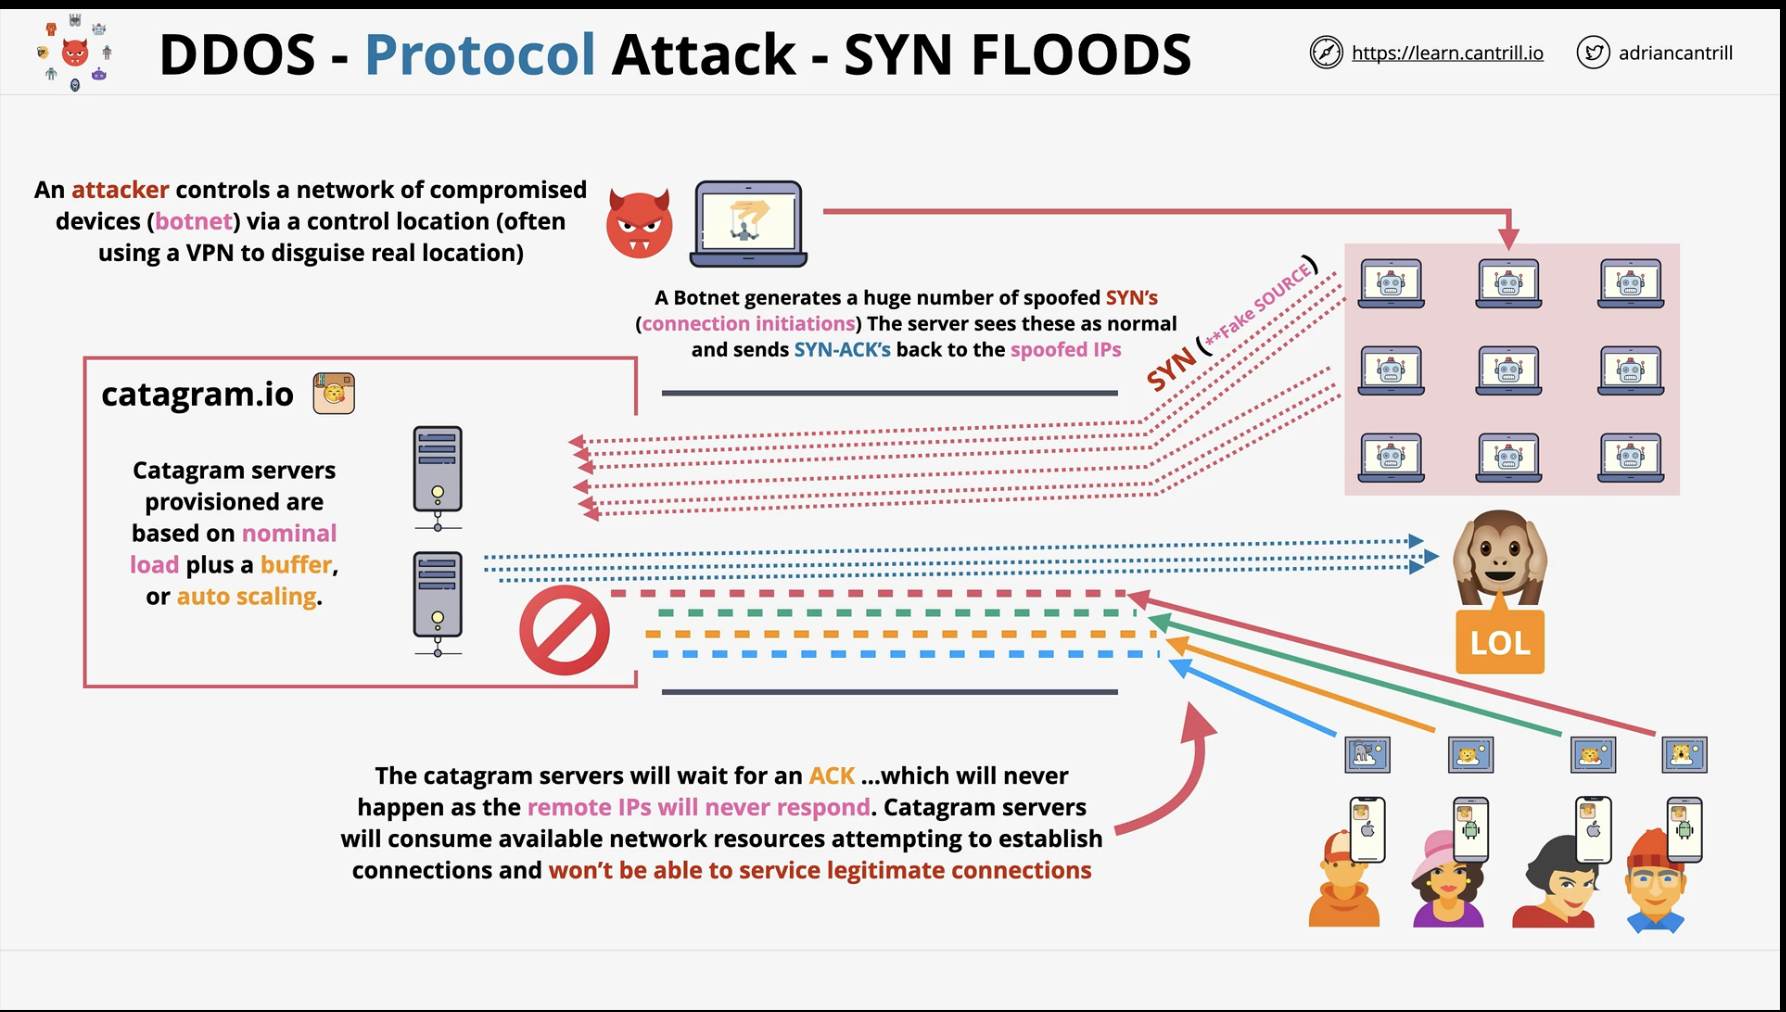 DDOS - Protocol Attack - SYN FLOODS
https://learn.cantrill.io
adriancantrill
An attacker controls a network of compromised
devices (botnet) via a control location (often
using a VPN to disguise real location)
A Botnet generates a huge number of spoofed SYN's
(connection initiations) The server sees these as normal
and sends SYN-ACK's back to the spoofed IPs
SYN (**Fake SOURCE)
catagram.io
Catagram servers
provisioned are
based on nominal
load plus a buffer,
or auto scaling.
LOL
The catagram servers will wait for an ACK ...which will never
happen as the remote IPs will never respond. Catagram servers
will consume available network resources attempting to establish
connections and won't be able to service legitimate connections